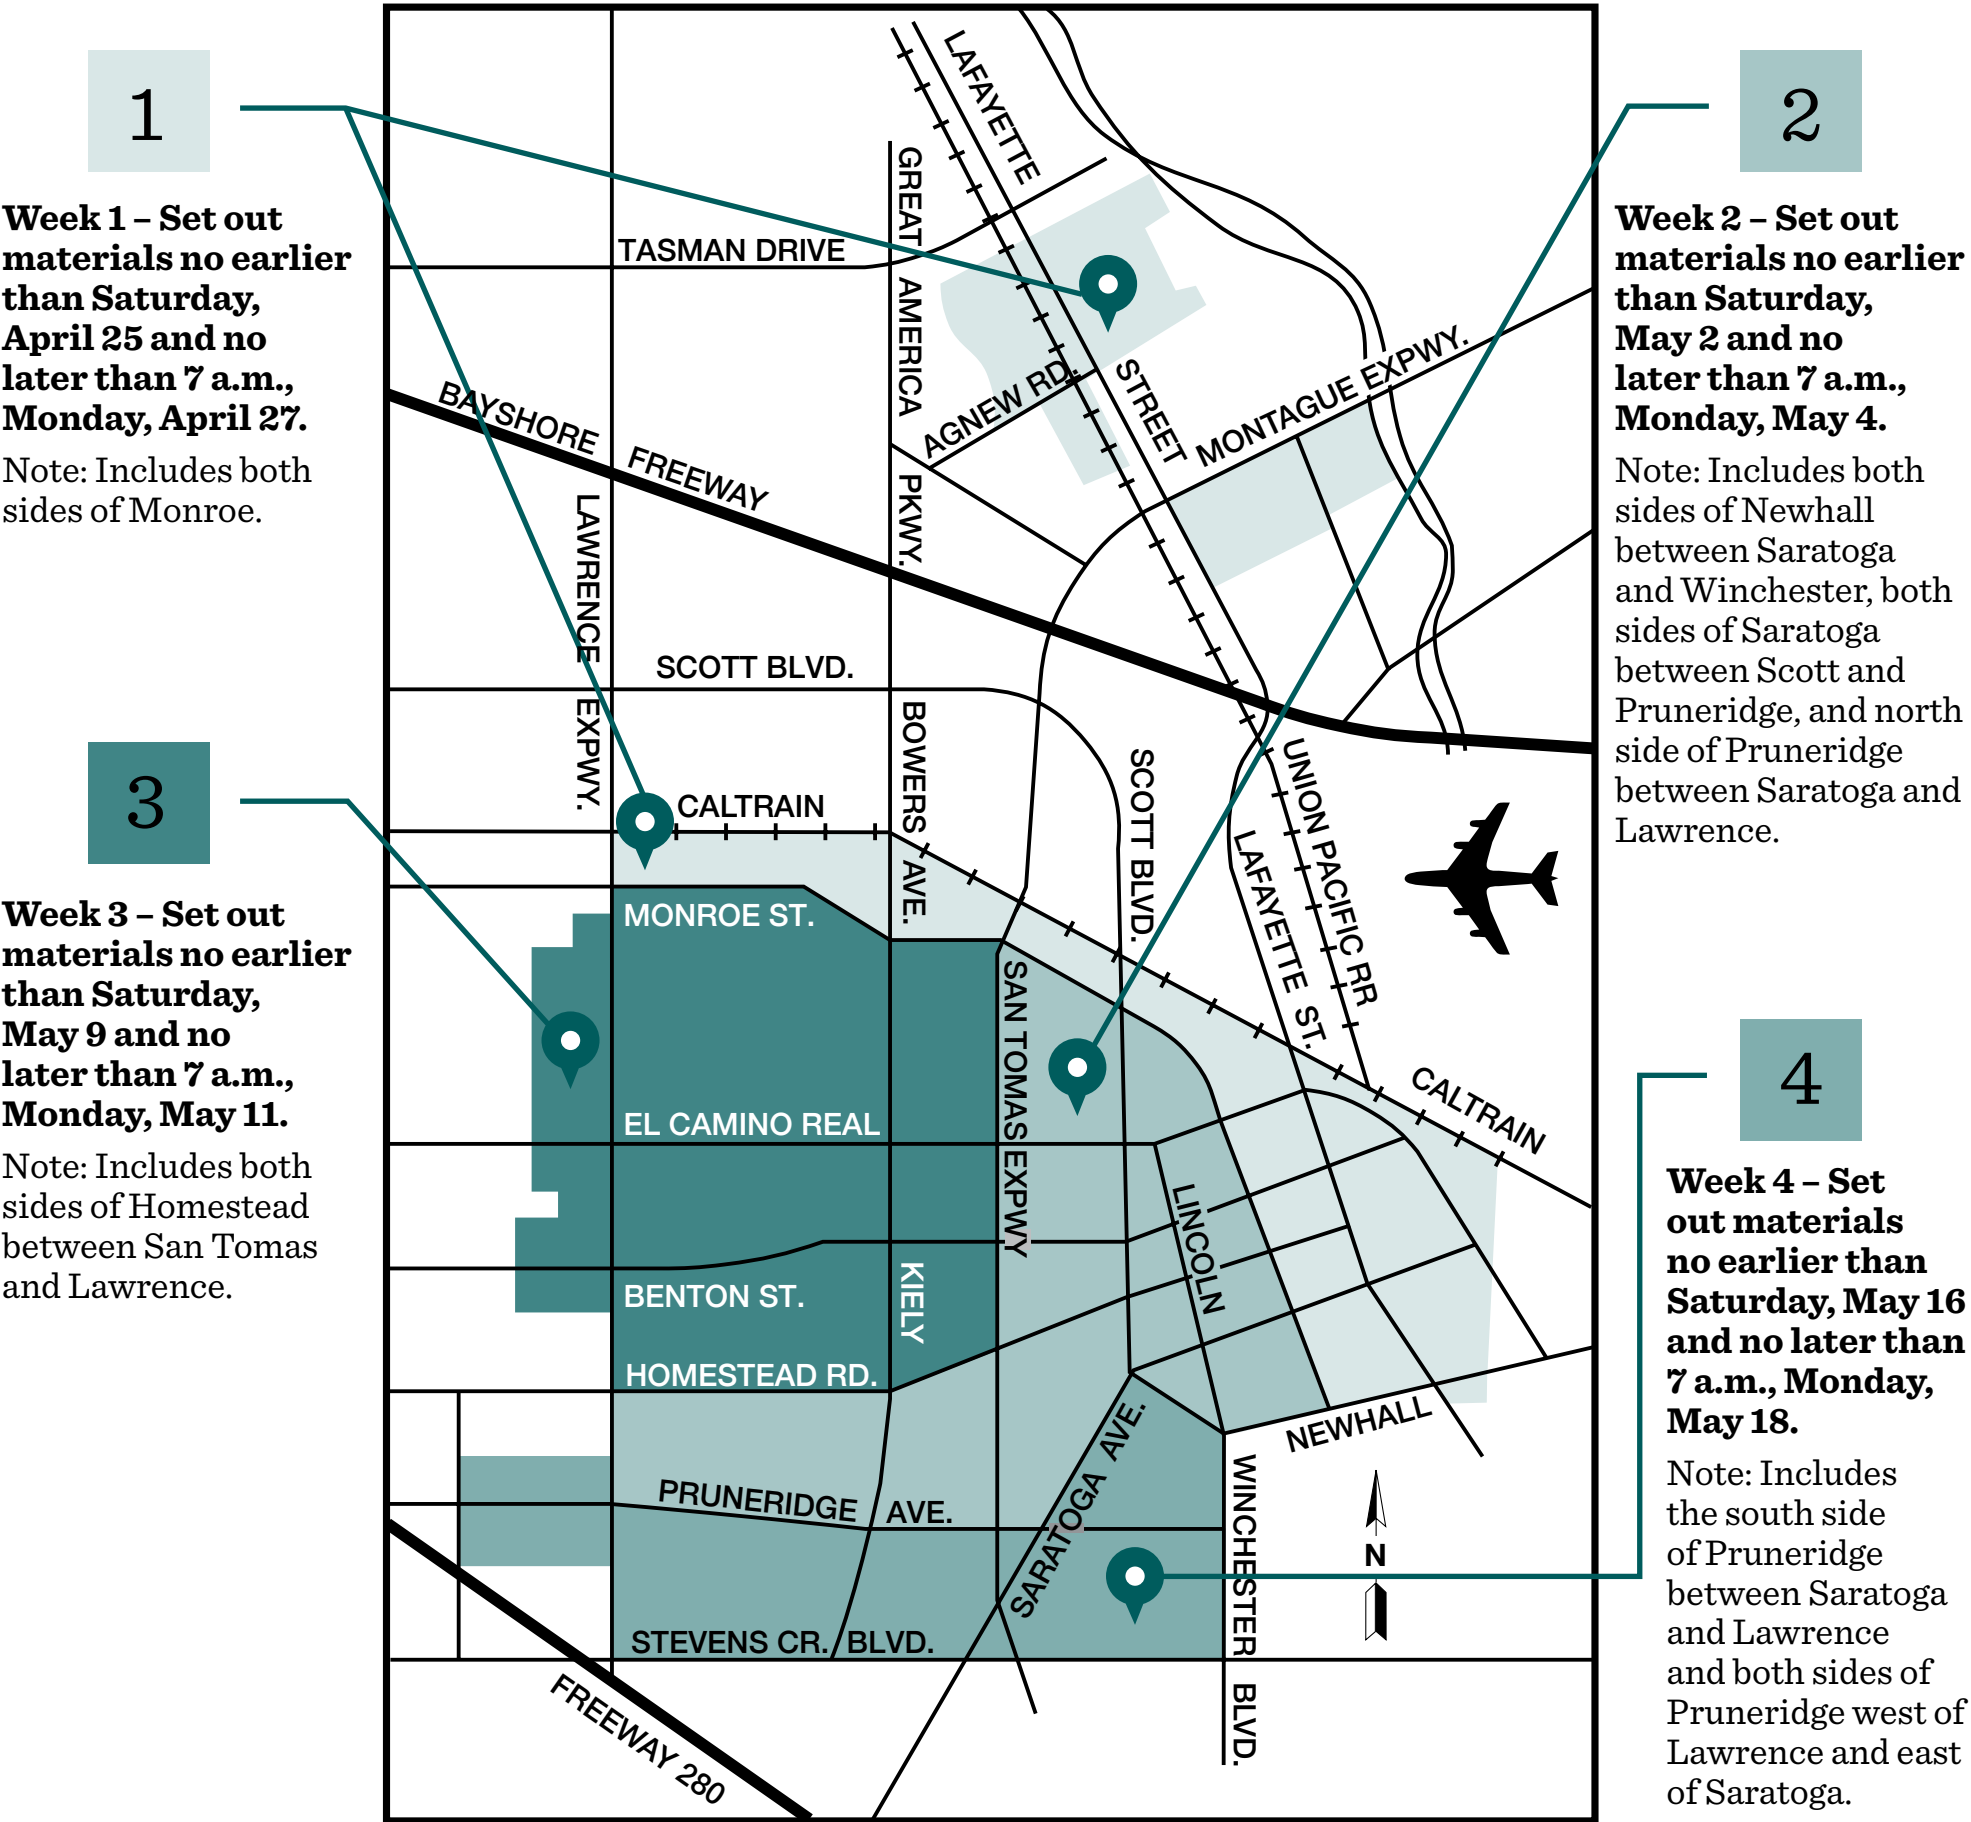 1
Week 1 – Set out
materials no earlier
than Saturday,
April 25 and no
later than 7 a.m.,
Monday, April 27.
Note: Includes both
sides of Monroe.
3
Week 3 – Set out
materials no earlier
than Saturday,
May 9 and no
later than 7 a.m.,
Monday, May 11.
Note: Includes both
sides of Homestead
between San Tomas
and Lawrence.
LAFAYETTE
STREET
GREAT AMERICA PKWY.
TASMAN DRIVE
AGNEW RD.
MONTAGUE EXPWY.
BAYSHORE FREEWAY
LAWRENCE EXPWY.
SCOTT BLVD.
BOWERS AVE.
SCOTT BLVD.
UNION PACIFIC RR
LAFAYETTE ST.
CALTRAIN
MONROE ST.
SAN TOMAS EXPWY
CALTRAIN
EL CAMINO REAL
LINCOLN
KIELY
BENTON ST.
HOMESTEAD RD.
NEWHALL
SARATOGA AVE.
PRUNERIDGE AVE.
WINCHESTER BLVD.
N
STEVENS CR. BLVD.
FREEWAY 280
2
Week 2 – Set out
materials no earlier
than Saturday,
May 2 and no
later than 7 a.m.,
Monday, May 4.
Note: Includes both
sides of Newhall
between Saratoga
and Winchester, both
sides of Saratoga
between Scott and
Pruneridge, and north
side of Pruneridge
between Saratoga and
Lawrence.
4
Week 4 – Set
out materials
no earlier than
Saturday, May 16
and no later than
7 a.m., Monday,
May 18.
Note: Includes
the south side
of Pruneridge
between Saratoga
and Lawrence
and both sides of
Pruneridge west of
Lawrence and east
of Saratoga.